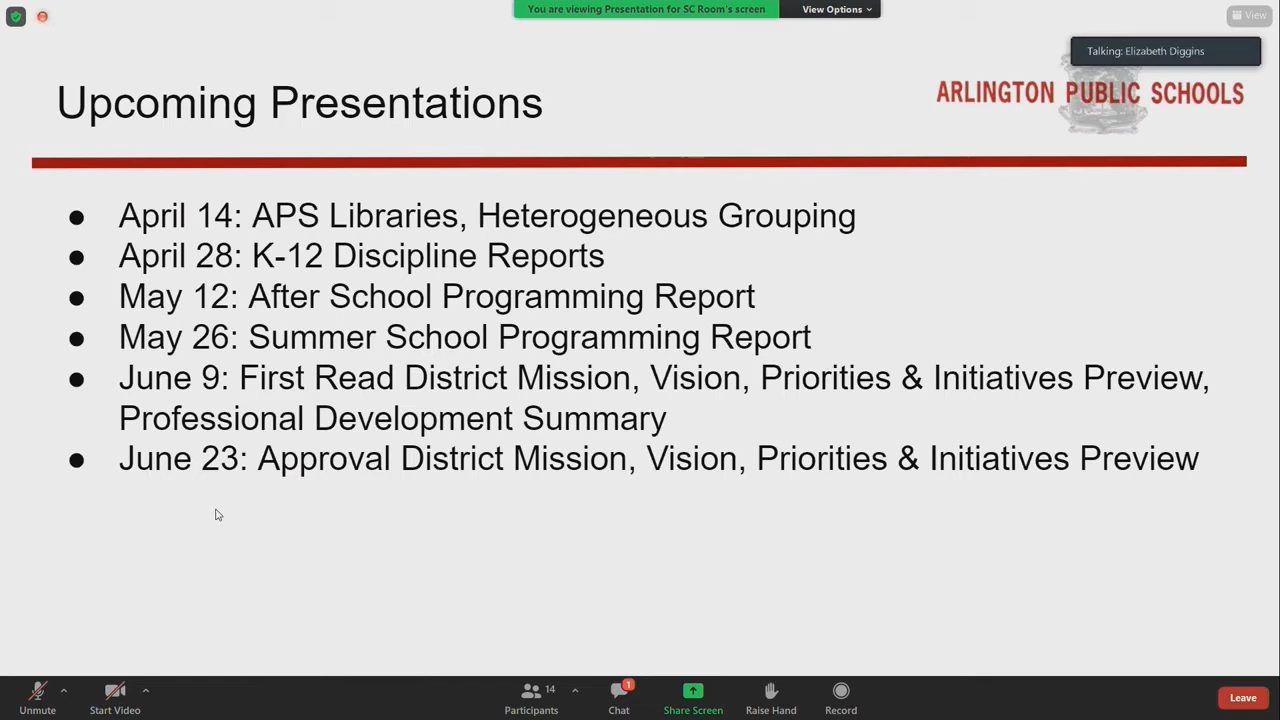 You are viewing Presentation for SC Room's screen
View Options
View
Talking: Elizabeth Diggins
ARLINGTON PUBLIC SCHOOLS
Upcoming Presentations
● April 14: APS Libraries, Heterogeneous Grouping
● April 28: K-12 Discipline Reports
● May 12: After School Programming Report
● May 26: Summer School Programming Report
● June 9: First Read District Mission, Vision, Priorities & Initiatives Preview,
Professional Development Summary
● June 23: Approval District Mission, Vision, Priorities & Initiatives Preview
14
1
Unmute
Start Video
Participants
Chat
Share Screen
Raise Hand
Record
Leave